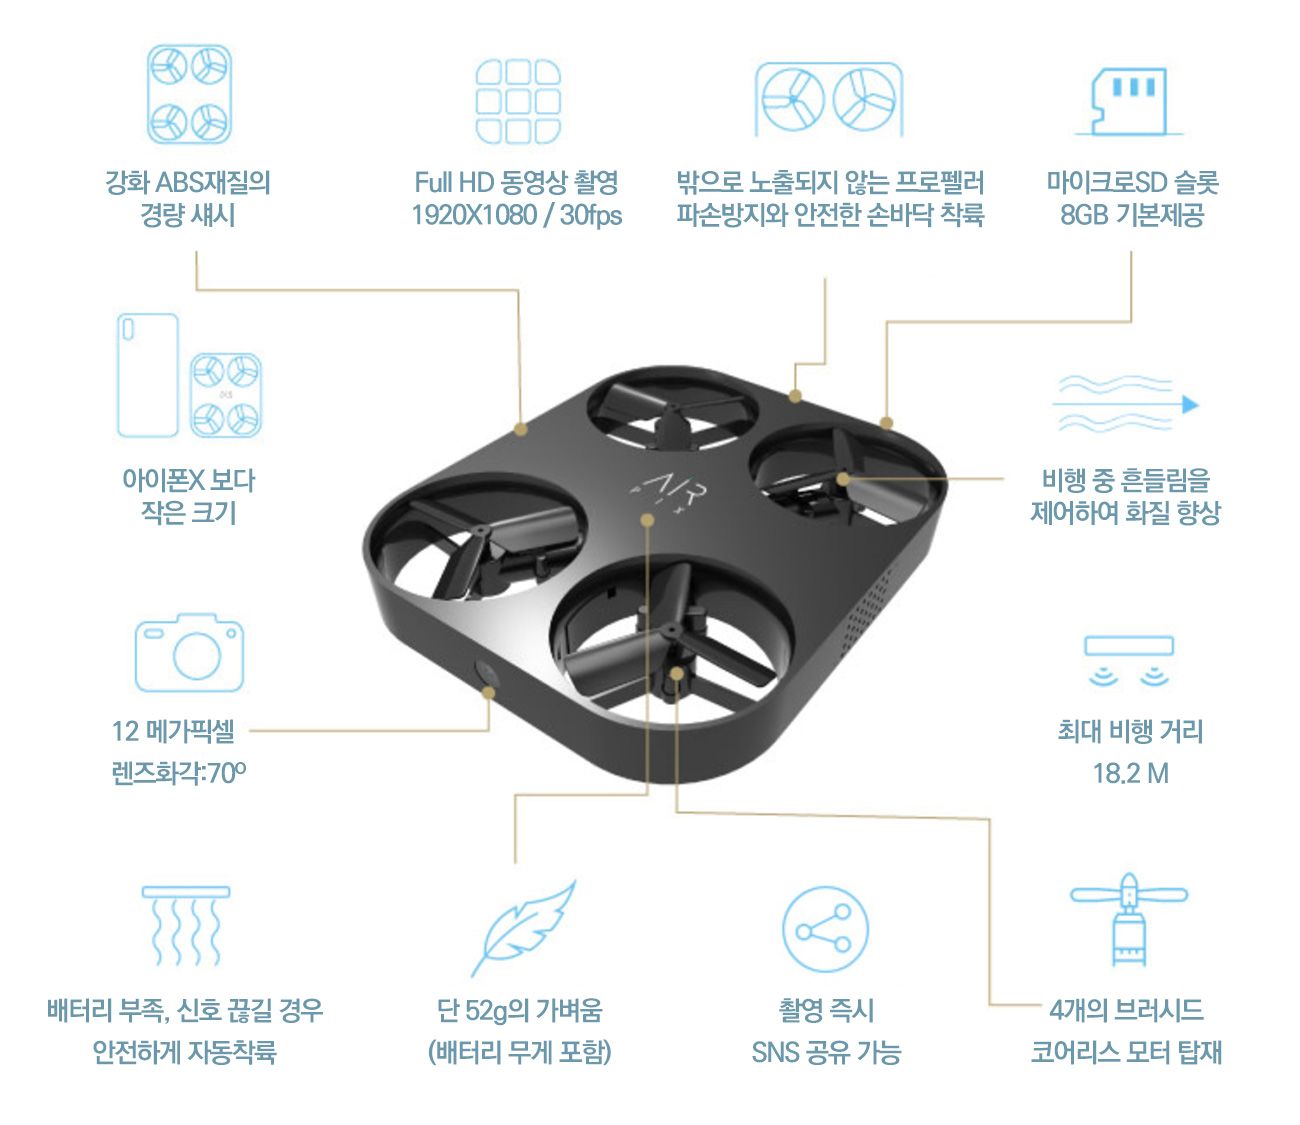 강화 ABS재질의
경량 섀시
Full HD 동영상 촬영
1920X1080 / 30fps
밖으로 노출되지 않는 프로펠러
파손방지와 안전한 손바닥 착륙
마이크로SD 슬롯
8GB 기본제공
아이폰X 보다
작은 크기
AIR
P I X
비행 중 흔들림을
제어하여 화질 향상
12 메가픽셀
렌즈화각:70º
최대 비행 거리
18.2 M
배터리 부족, 신호 끊길 경우
안전하게 자동착륙
단 52g의 가벼움
(배터리 무게 포함)
촬영 즉시
SNS 공유 가능
4개의 브러시드
코어리스 모터 탑재